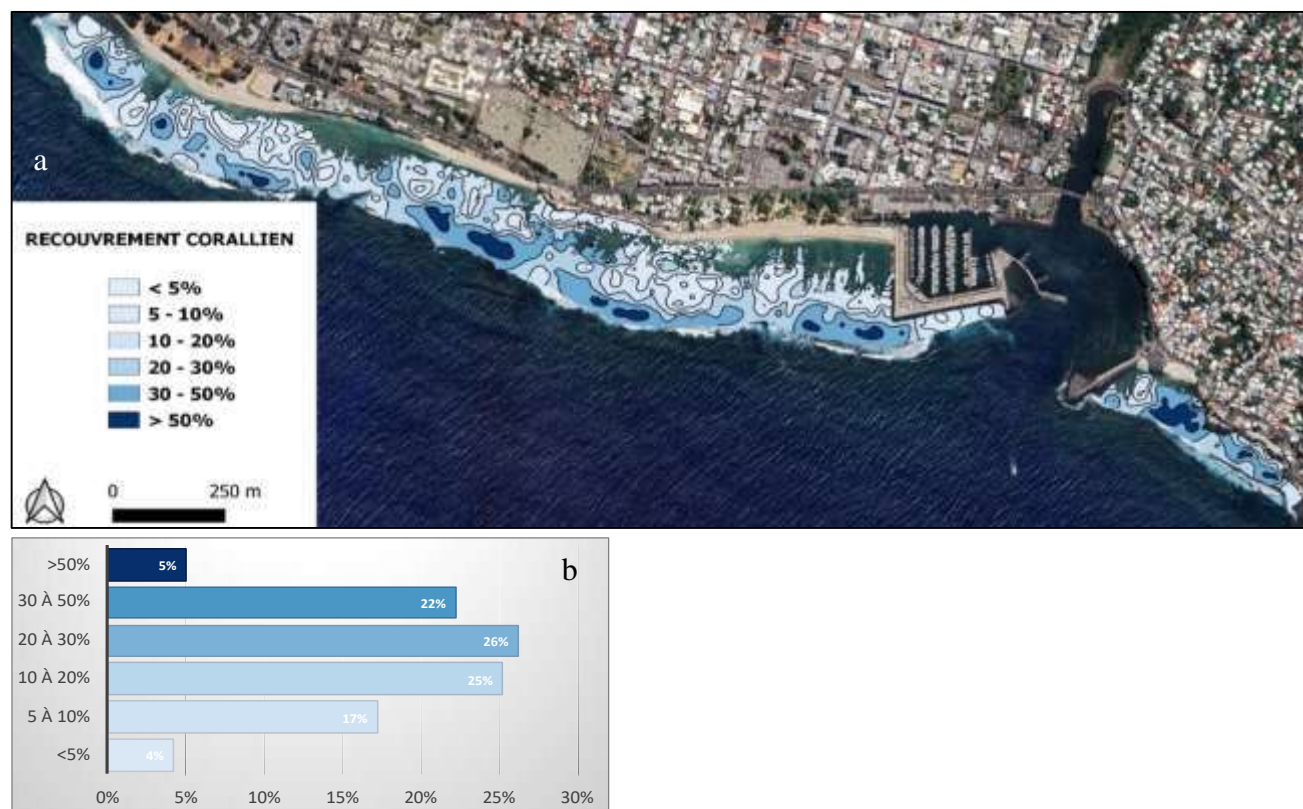 a
RECOUVREMENT CORALLIEN
< 5%
5 - 10%
10 - 20%
20 - 30%
30 - 50%
> 50%
0 250 m
b
>50% 5%
30 À 50% 22%
20 À 30% 26%
10 À 20% 25%
5 À 10% 17%
<5% 4%
0% 5% 10% 15% 20% 25% 30%